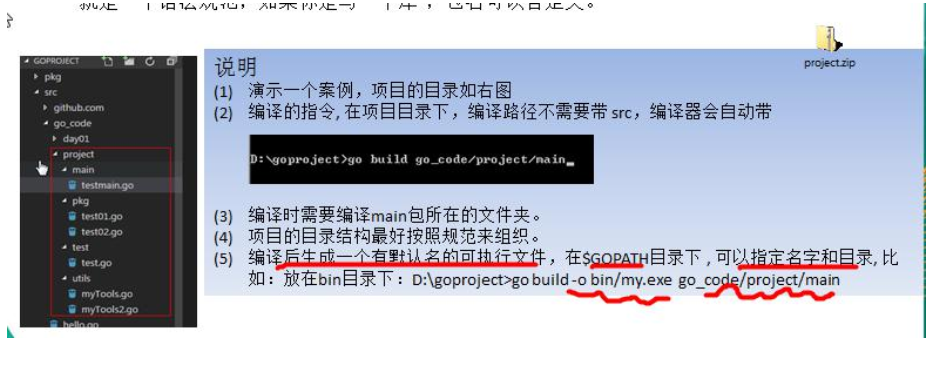 就是一个语法规范，如果你是写一个库，包名可以自定义。
project.zip
GOPROJECT
pkg
src
github.com
go_code
day01
project
main
testmain.go
pkg
test01.go
test02.go
test
test.go
utils
myTools.go
myTools2.go
hello.go
说明
(1) 演示一个案例，项目的目录如右图
(2) 编译的指令, 在项目目录下，编译路径不需要带 src，编译器会自动带
D:\goproject>go build go_code/project/main_
(3) 编译时需要编译main包所在的文件夹。
(4) 项目的目录结构最好按照规范来组织。
(5) 编译后生成一个有默认名的可执行文件，在$GOPATH目录下 , 可以指定名字和目录, 比
如：放在bin目录下：D:\goproject>go build -o bin/my.exe go_code/project/main